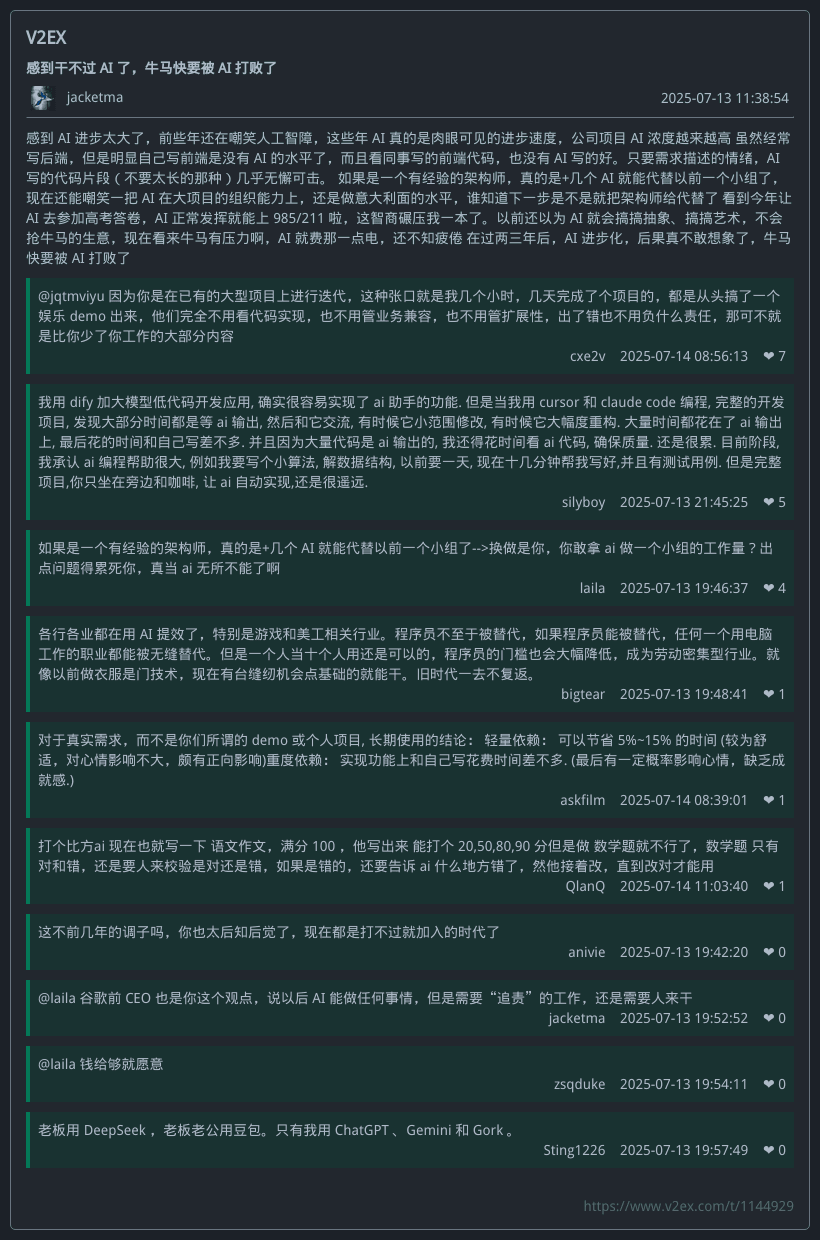 V2EX
感到干不过 AI 了，牛马快要被 AI 打败了
jacketma
2025-07-13 11:38:54
感到 AI 进步太大了，前些年还在嘲笑人工智障，这些年 AI 真的是肉眼可见的进步速度，公司项目 AI 浓度越来越高 虽然经常
写后端，但是明显自己写前端是没有 AI 的水平了，而且看同事写的前端代码，也没有 AI 写的好。只要需求描述的情绪，AI
写的代码片段 ( 不要太长的那种 ) 几乎无懈可击。 如果是一个有经验的架构师，真的是+几个 AI 就能代替以前一个小组了，
现在还能嘲笑一把 AI 在大项目的组织能力上，还是做意大利面的水平，谁知道下一步是不是就把架构师给代替了 看到今年让
AI 去参加高考答卷，AI 正常发挥就能上 985/211 啦，这智商碾压我一本了。以前还以为 AI 就会搞搞抽象、搞搞艺术，不会
抢牛马的生意，现在看来牛马有压力啊，AI 就费那一点电，还不知疲倦 在过两三年后，AI 进步化，后果真不敢想象了，牛马
快要被 AI 打败了
@jqtmviyu 因为你是在已有的大型项目上进行迭代，这种张口就是我几个小时，几天完成了个项目的，都是从头搞了一个
娱乐 demo 出来，他们完全不用看代码实现，也不用管业务兼容，也不用管扩展性，出了错也不用负什么责任，那可不就
是比你少了你工作的大部分内容
cxe2v 2025-07-14 08:56:13 ❤ 7
我用 dify 加大模型低代码开发应用, 确实很容易实现了 ai 助手的功能. 但是当我用 cursor 和 claude code 编程, 完整的开发
项目, 发现大部分时间都是等 ai 输出, 然后和它交流, 有时候它小范围修改, 有时候它大幅度重构. 大量时间都花在了 ai 输出
上, 最后花的时间和自己写差不多. 并且因为大量代码是 ai 输出的, 我还得花时间看 ai 代码, 确保质量. 还是很累. 目前阶段,
我承认 ai 编程帮助很大, 例如我要写个小算法, 解数据结构, 以前要一天, 现在十几分钟帮我写好,并且有测试用例. 但是完整
项目,你只坐在旁边和咖啡, 让 ai 自动实现,还是很遥远.
silyboy 2025-07-13 21:45:25 ❤ 5
如果是一个有经验的架构师，真的是+几个 AI 就能代替以前一个小组了-->换做是你，你敢拿 ai 做一个小组的工作量？出
点问题得累死你，真当 ai 无所不能了啊
laila 2025-07-13 19:46:37 ❤ 4
各行各业都在用 AI 提效了，特别是游戏和美工相关行业。程序员不至于被替代，如果程序员能被替代，任何一个用电脑
工作的职业都能被无缝替代。但是一个人当十个人用还是可以的，程序员的门槛也会大幅降低，成为劳动密集型行业。就
像以前做衣服是门技术，现在有台缝纫机会点基础的就能干。旧时代一去不复返。
bigtear 2025-07-13 19:48:41 ❤ 1
对于真实需求，而不是你们所谓的 demo 或个人项目, 长期使用的结论： 轻量依赖： 可以节省 5%~15% 的时间 (较为舒
适，对心情影响不大，颇有正向影响)重度依赖： 实现功能上和自己写花费时间差不多. (最后有一定概率影响心情，缺乏成
就感.)
askfilm 2025-07-14 08:39:01 ❤ 1
打个比方ai 现在也就写一下 语文作文，满分 100 ，他写出来 能打个 20,50,80,90 分但是做 数学题就不行了，数学题 只有
对和错，还是要人来校验是对还是错，如果是错的，还要告诉 ai 什么地方错了，然他接着改，直到改对才能用
QlanQ 2025-07-14 11:03:40 ❤ 1
这不前几年的调子吗，你也太后知后觉了，现在都是打不过就加入的时代了
anivie 2025-07-13 19:42:20 ❤ 0
@laila 谷歌前 CEO 也是你这个观点，说以后 AI 能做任何事情，但是需要“追责”的工作，还是需要人来干
jacketma 2025-07-13 19:52:52 ❤ 0
@laila 钱给够就愿意
zsqduke 2025-07-13 19:54:11 ❤ 0
老板用 DeepSeek ，老板老公用豆包。只有我用 ChatGPT 、Gemini 和 Gork 。
Sting1226 2025-07-13 19:57:49 ❤ 0
https://www.v2ex.com/t/1144929